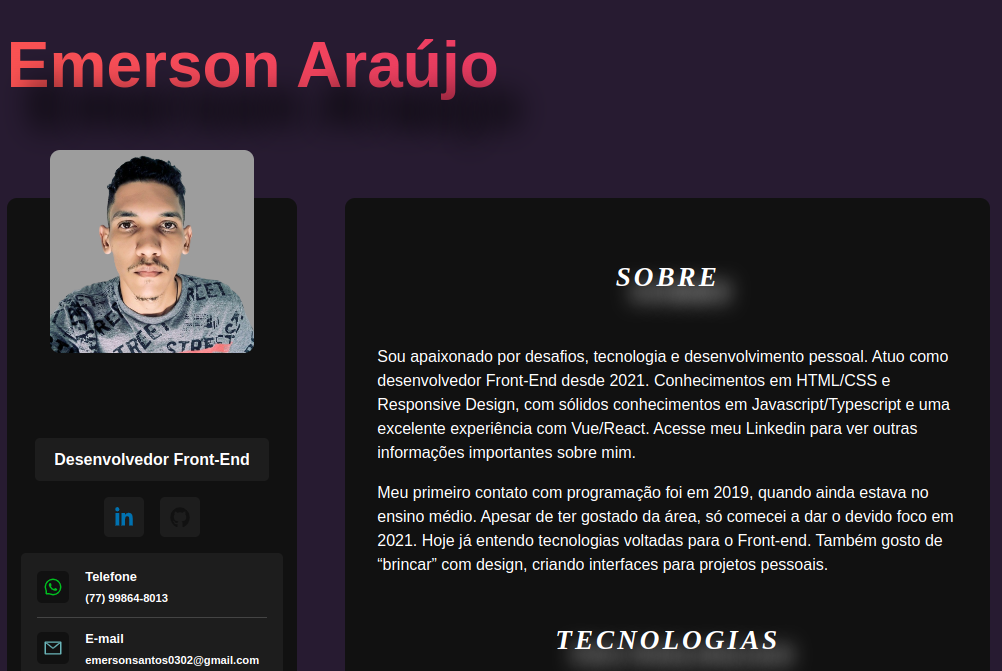 Emerson Araújo
SOBRE
Sou apaixonado por desafios, tecnologia e desenvolvimento pessoal. Atuo como
desenvolvedor Front-End desde 2021. Conhecimentos em HTML/CSS e
Responsive Design, com sólidos conhecimentos em Javascript/Typescript e uma
excelente experiência com Vue/React. Acesse meu Linkedin para ver outras
informações importantes sobre mim.
Meu primeiro contato com programação foi em 2019, quando ainda estava no
ensino médio. Apesar de ter gostado da área, só comecei a dar o devido foco em
2021. Hoje já entendo tecnologias voltadas para o Front-end. Também gosto de
“brincar” com design, criando interfaces para projetos pessoais.
TECNOLOGIAS
Desenvolvedor Front-End
in
Telefone
(77) 99864-8013
E-mail
emersonsantos0302@gmail.com